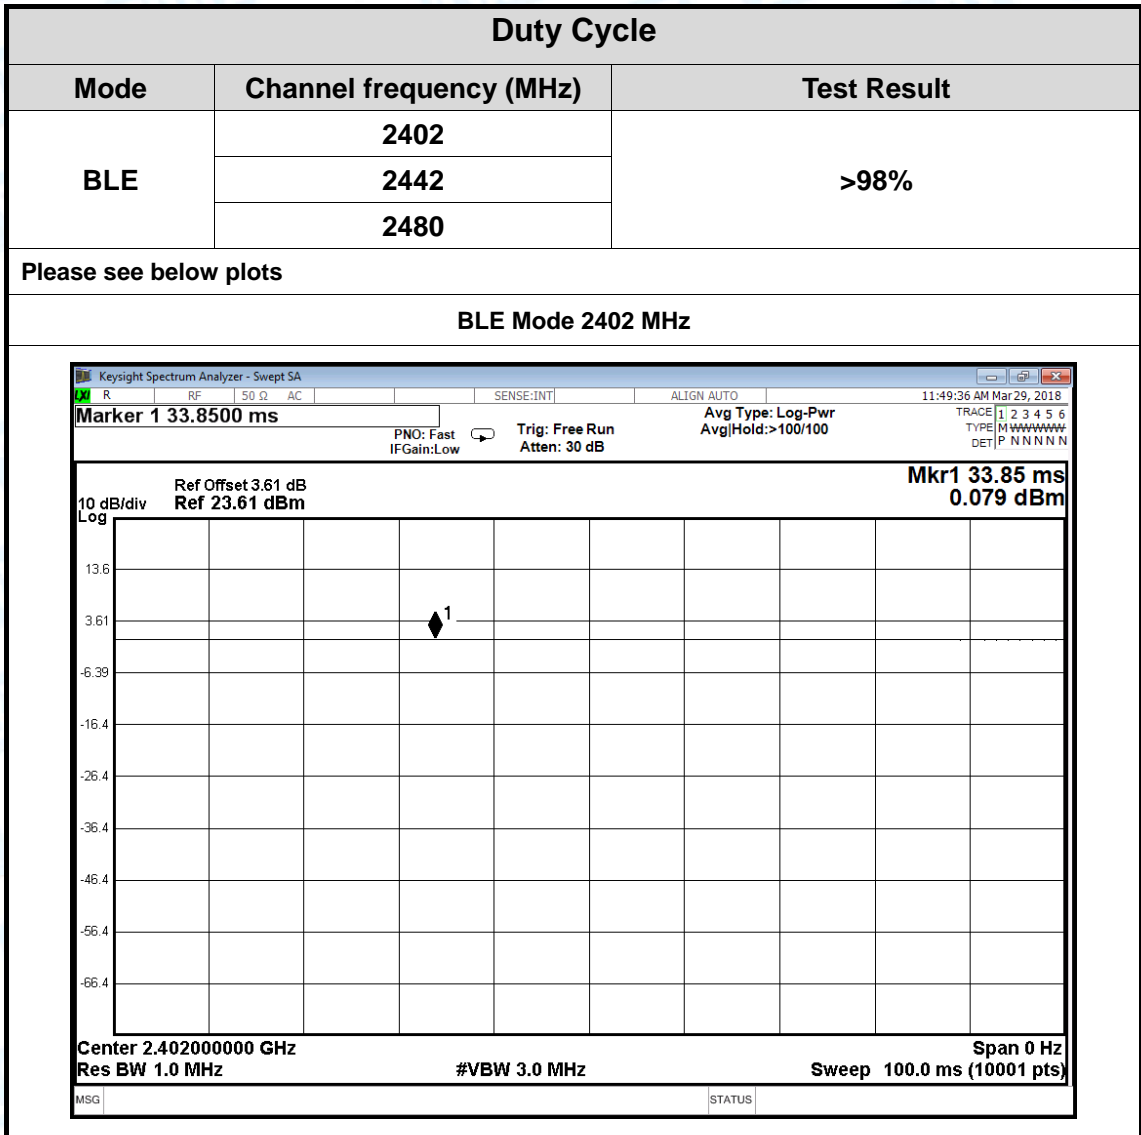 Duty Cycle
Mode Channel frequency (MHz) Test Result
BLE 2402 >98%
2442
2480
Please see below plots
BLE Mode 2402 MHz
Keysight Spectrum Analyzer - Swept SA
LXI R RF 50 Ω AC SENSE:INT ALIGN AUTO 11:49:36 AM Mar 29, 2018
Marker 1 33.8500 ms
PNO: Fast
IFGain:Low
Trig: Free Run
Atten: 30 dB
Avg Type: Log-Pwr
Avg|Hold:>100/100
TRACE 1 2 3 4 5 6
TYPE M WWWWW
DET P N N N N N
Ref Offset 3.61 dB
10 dB/div Ref 23.61 dBm
Log
Mkr1 33.85 ms
0.079 dBm
13.6
3.61
-6.39
-16.4
-26.4
-36.4
-46.4
-56.4
-66.4
1
Center 2.402000000 GHz Span 0 Hz
Res BW 1.0 MHz #VBW 3.0 MHz Sweep 100.0 ms (10001 pts)
MSG STATUS